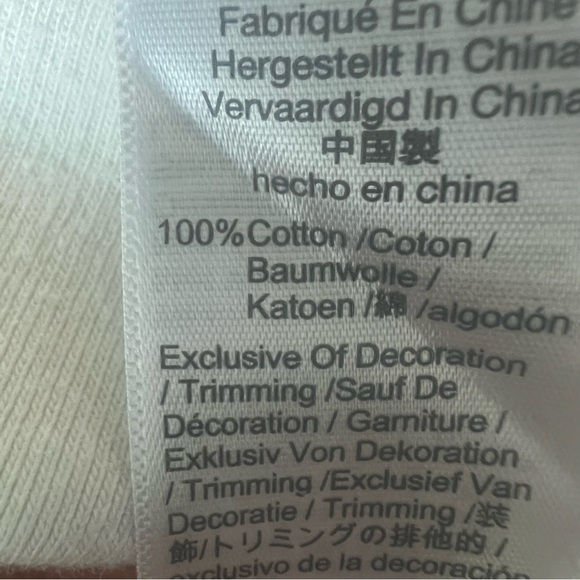 Fabriqué En Chine
Hergestellt In China
Vervaardigd In China
中国製
hecho en china
100%Cotton /Coton /
Baumwolle /
Katoen /綿 /algodón
Exclusive Of Decoration
/ Trimming /Sauf De
Décoration / Garniture /
Exklusiv Von Dekoration
/ Trimming /Exclusief Van
Decoratie / Trimming /装
飾/トリミングの排他的 /
exclusivo de la decoración